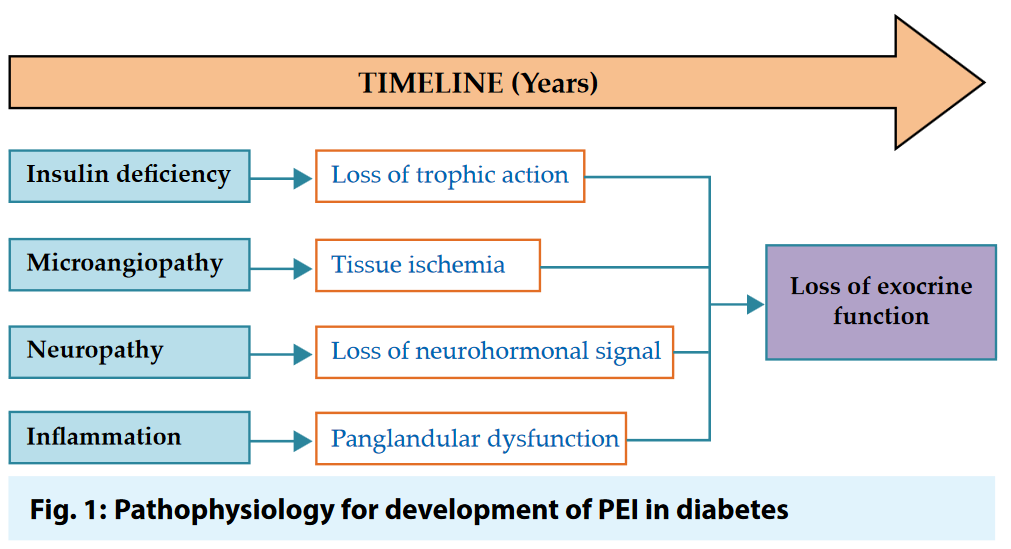 TIMELINE (Years)
Insulin deficiency
Loss of trophic action
Microangiopathy
Tissue ischemia
Neuropathy
Loss of neurohormonal signal
Inflammation
Panglandular dysfunction
Loss of exocrine
function
Fig. 1: Pathophysiology for development of PEI in diabetes